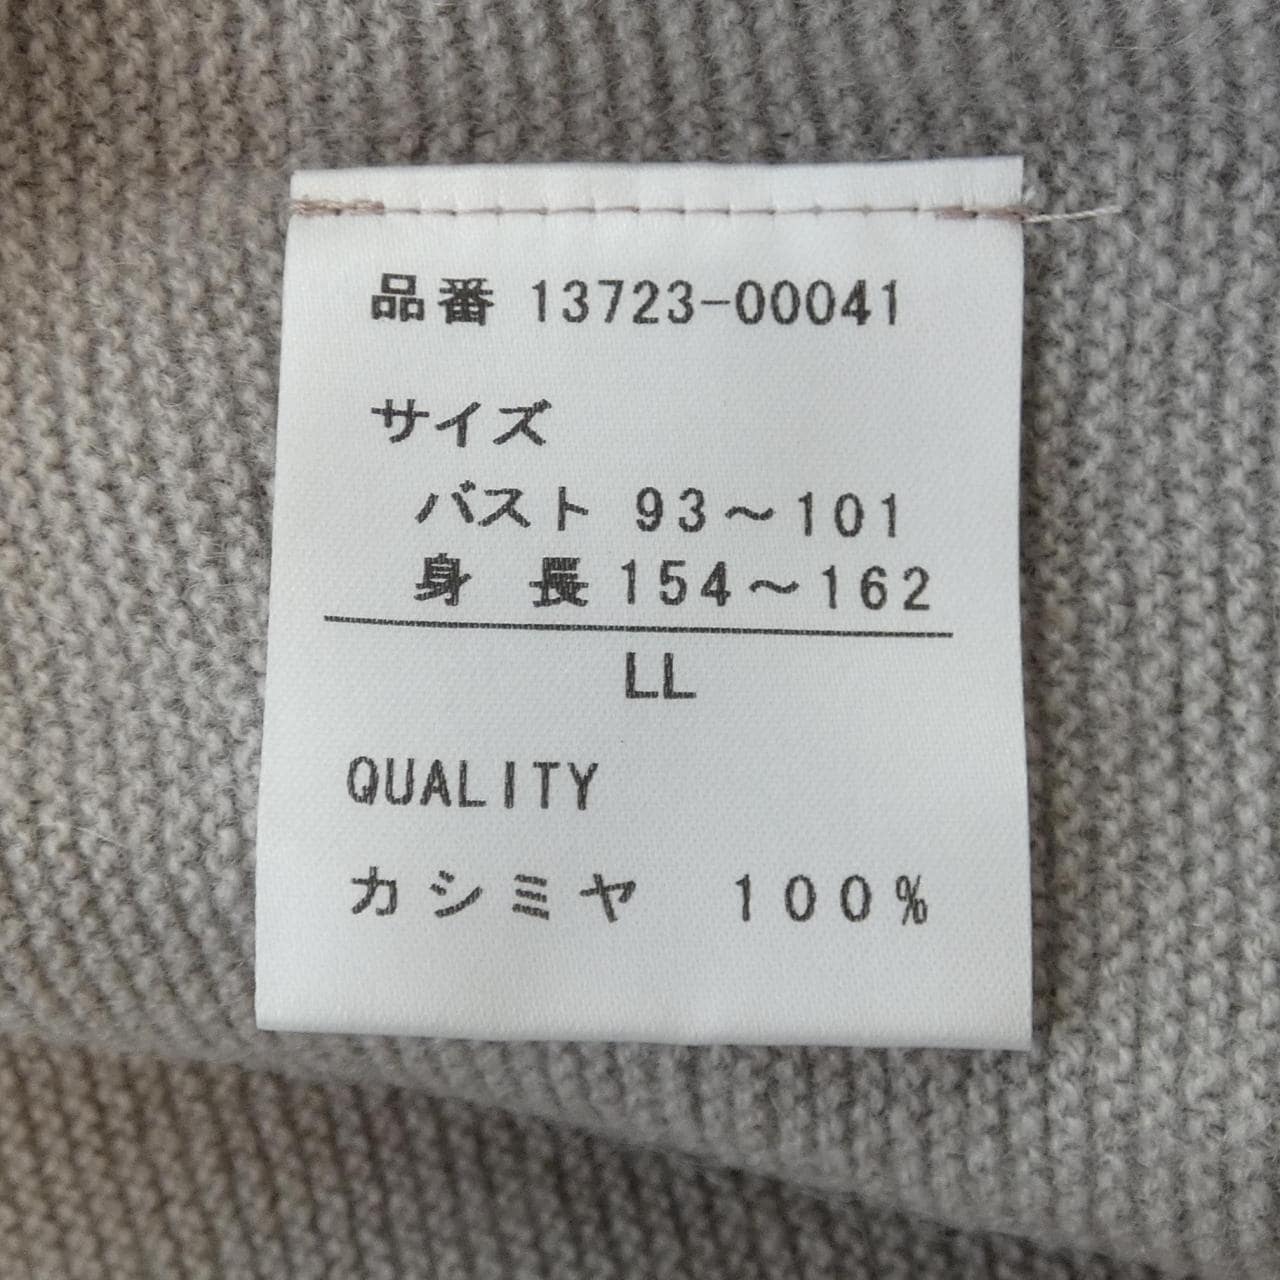 品番 13723-00041
サイズ
バスト 93～101
身 長 154～162
LL
QUALITY
カシミヤ 100%